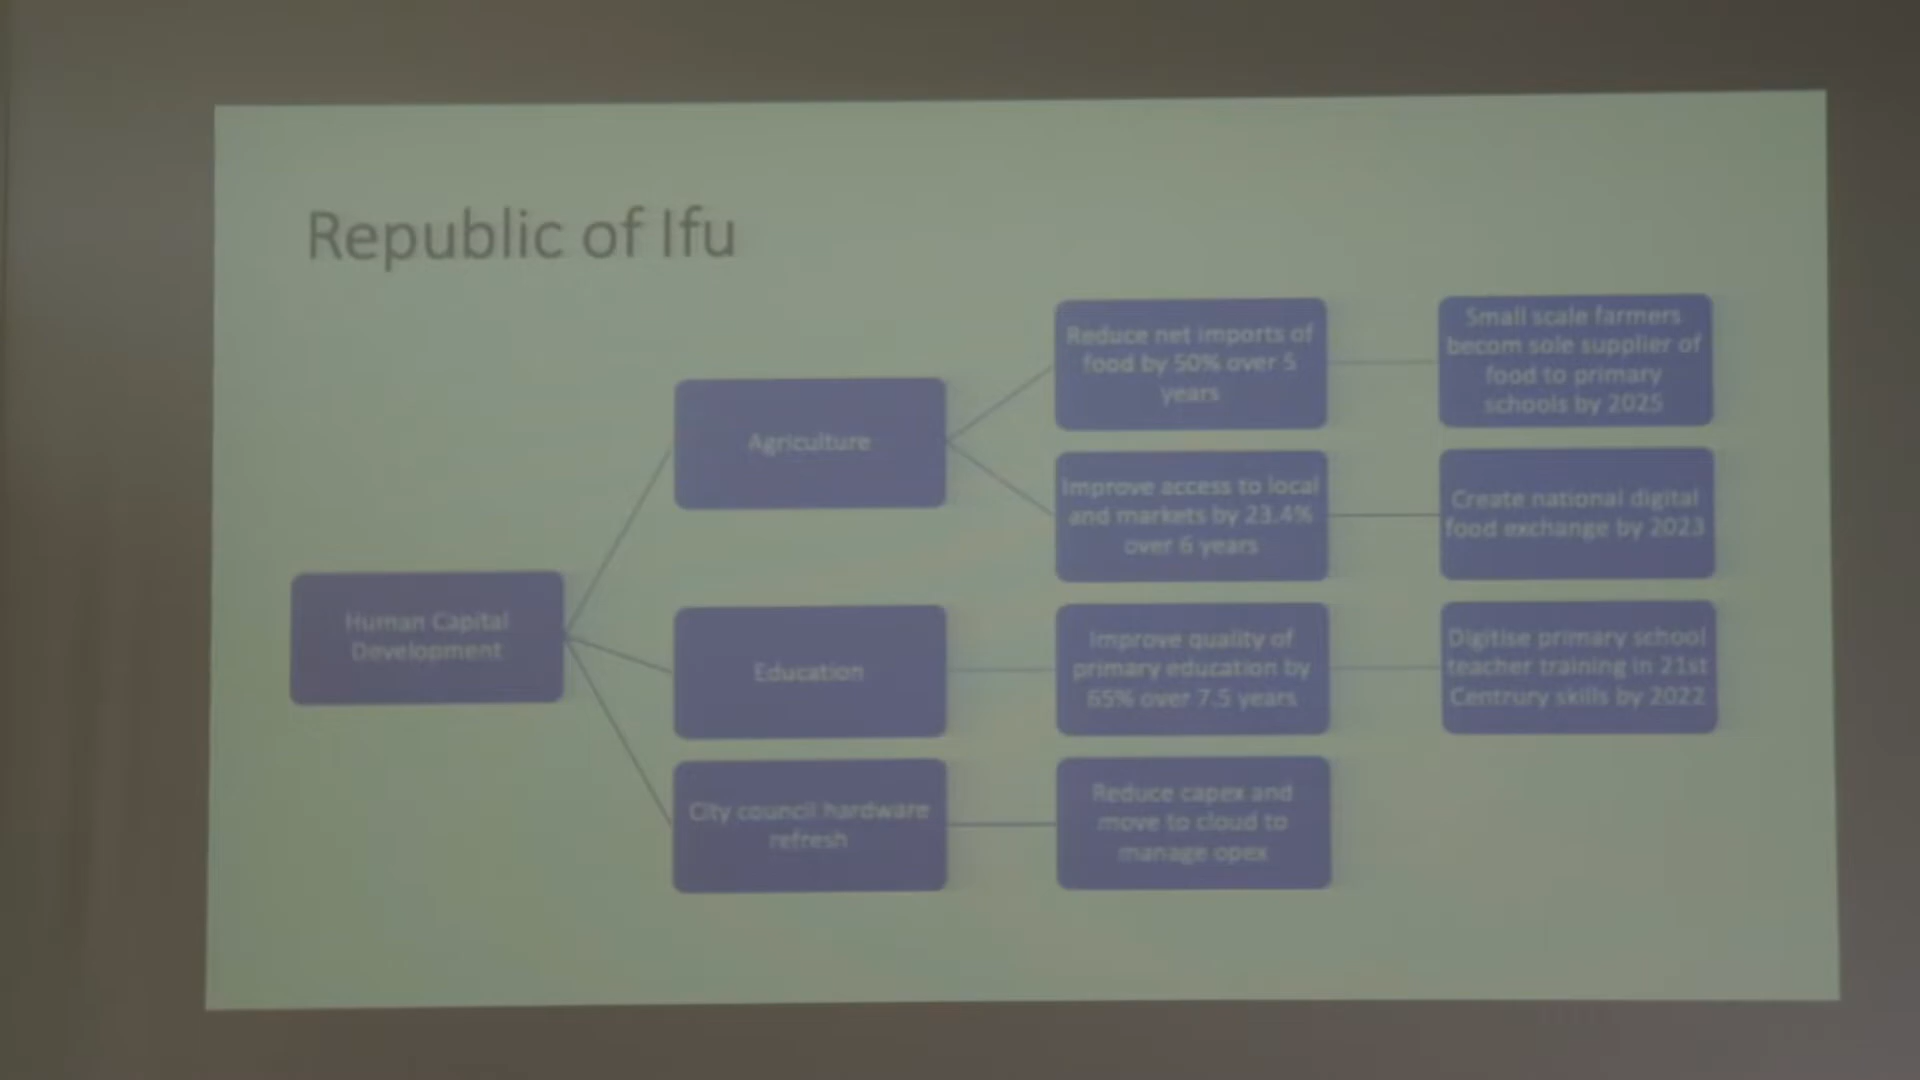 Republic of Ifu
Human Capital
Development
Agriculture
Reduce net imports of
food by 50% over 5
years
Small scale farmers
becom sole supplier of
food to primary
schools by 2025
Improve access to local
and markets by 23.4%
over 6 years
Create national digital
food exchange by 2023
Education
Improve quality of
primary education by
65% over 7.5 years
Digitise primary school
teacher training in 21st
Centrury skills by 2022
City council hardware
refresh
Reduce capex and
move to cloud to
manage opex